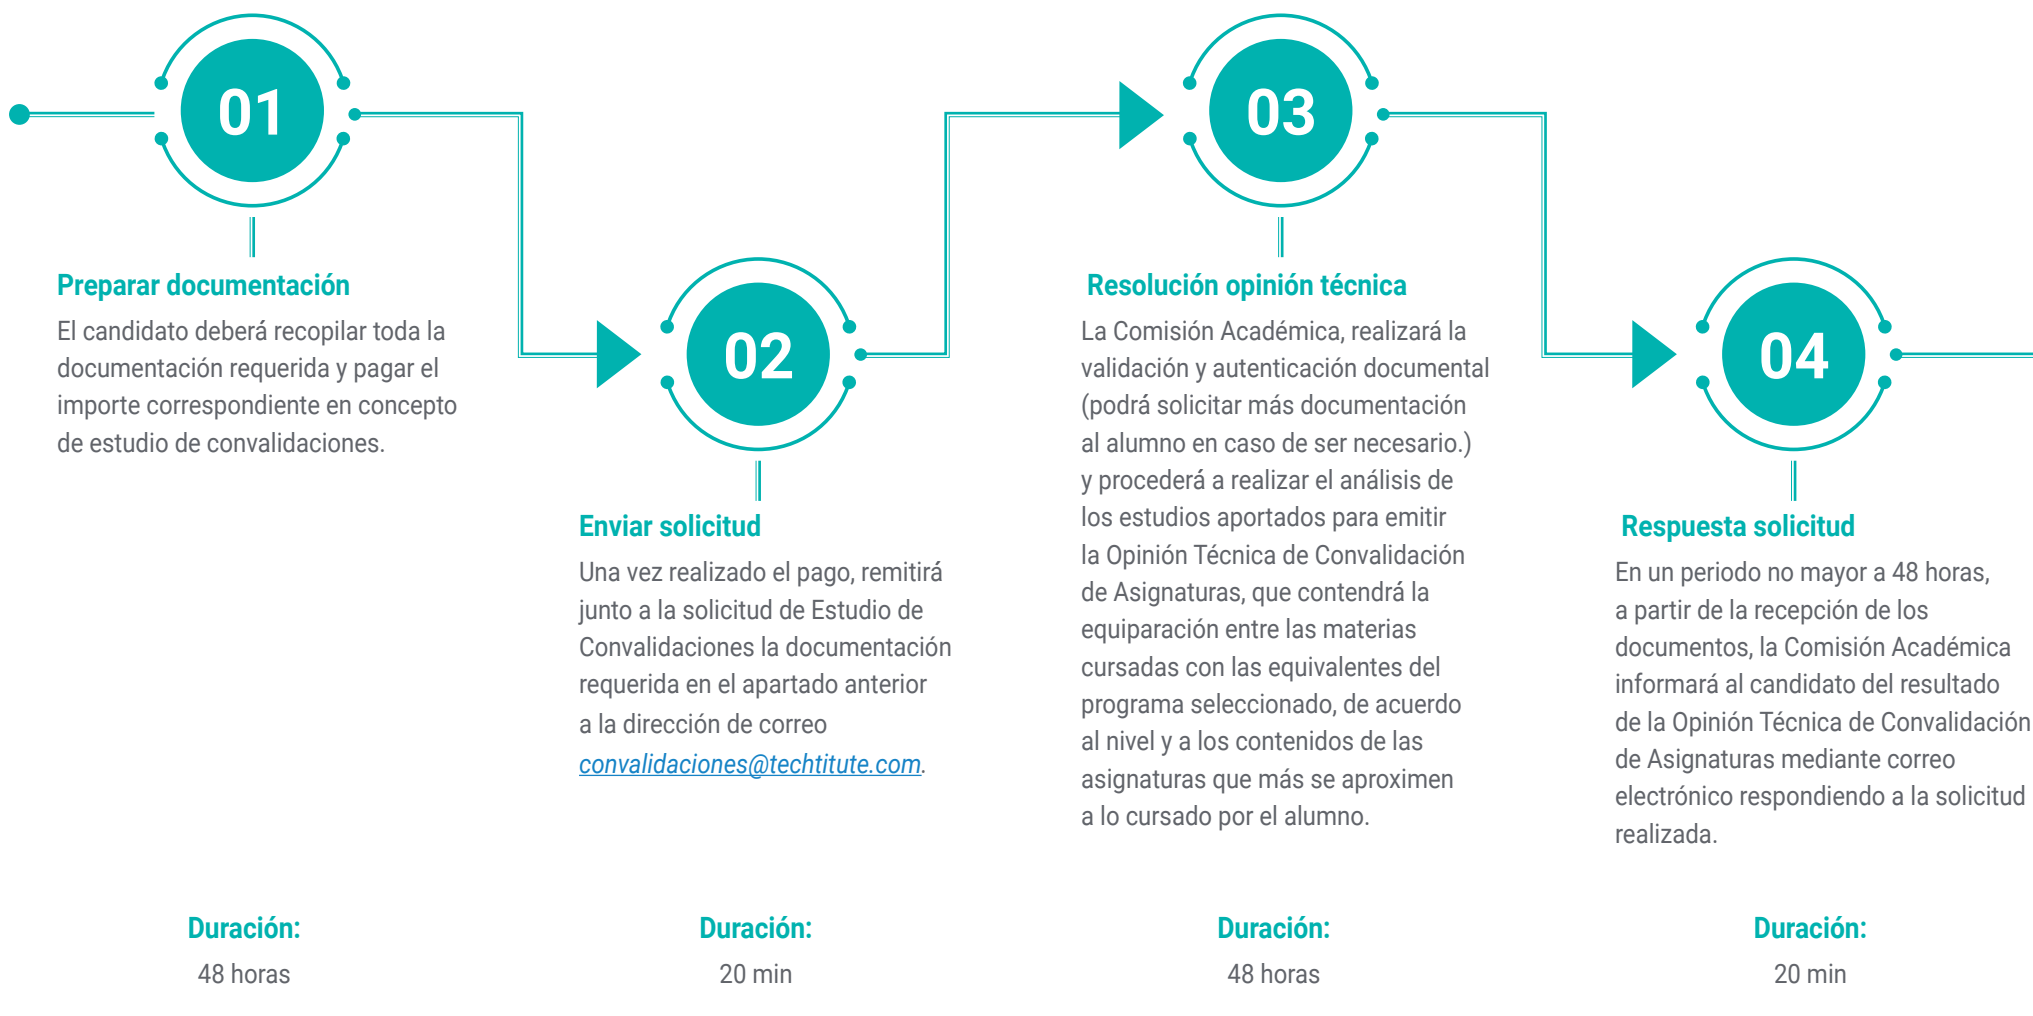 01
Preparar documentación
El candidato deberá recopilar toda la
documentación requerida y pagar el
importe correspondiente en concepto
de estudio de convalidaciones.
Duración:
48 horas
02
Enviar solicitud
Una vez realizado el pago, remitirá
junto a la solicitud de Estudio de
Convalidaciones la documentación
requerida en el apartado anterior
a la dirección de correo
convalidaciones@techtitute.com.
Duración:
20 min
03
Resolución opinión técnica
La Comisión Académica, realizará la
validación y autenticación documental
(podrá solicitar más documentación
al alumno en caso de ser necesario.)
y procederá a realizar el análisis de
los estudios aportados para emitir
la Opinión Técnica de Convalidación
de Asignaturas, que contendrá la
equiparación entre las materias
cursadas con las equivalentes del
programa seleccionado, de acuerdo
al nivel y a los contenidos de las
asignaturas que más se aproximen
a lo cursado por el alumno.
Duración:
48 horas
04
Respuesta solicitud
En un periodo no mayor a 48 horas,
a partir de la recepción de los
documentos, la Comisión Académica
informará al candidato del resultado
de la Opinión Técnica de Convalidación
de Asignaturas mediante correo
electrónico respondiendo a la solicitud
realizada.
Duración:
20 min